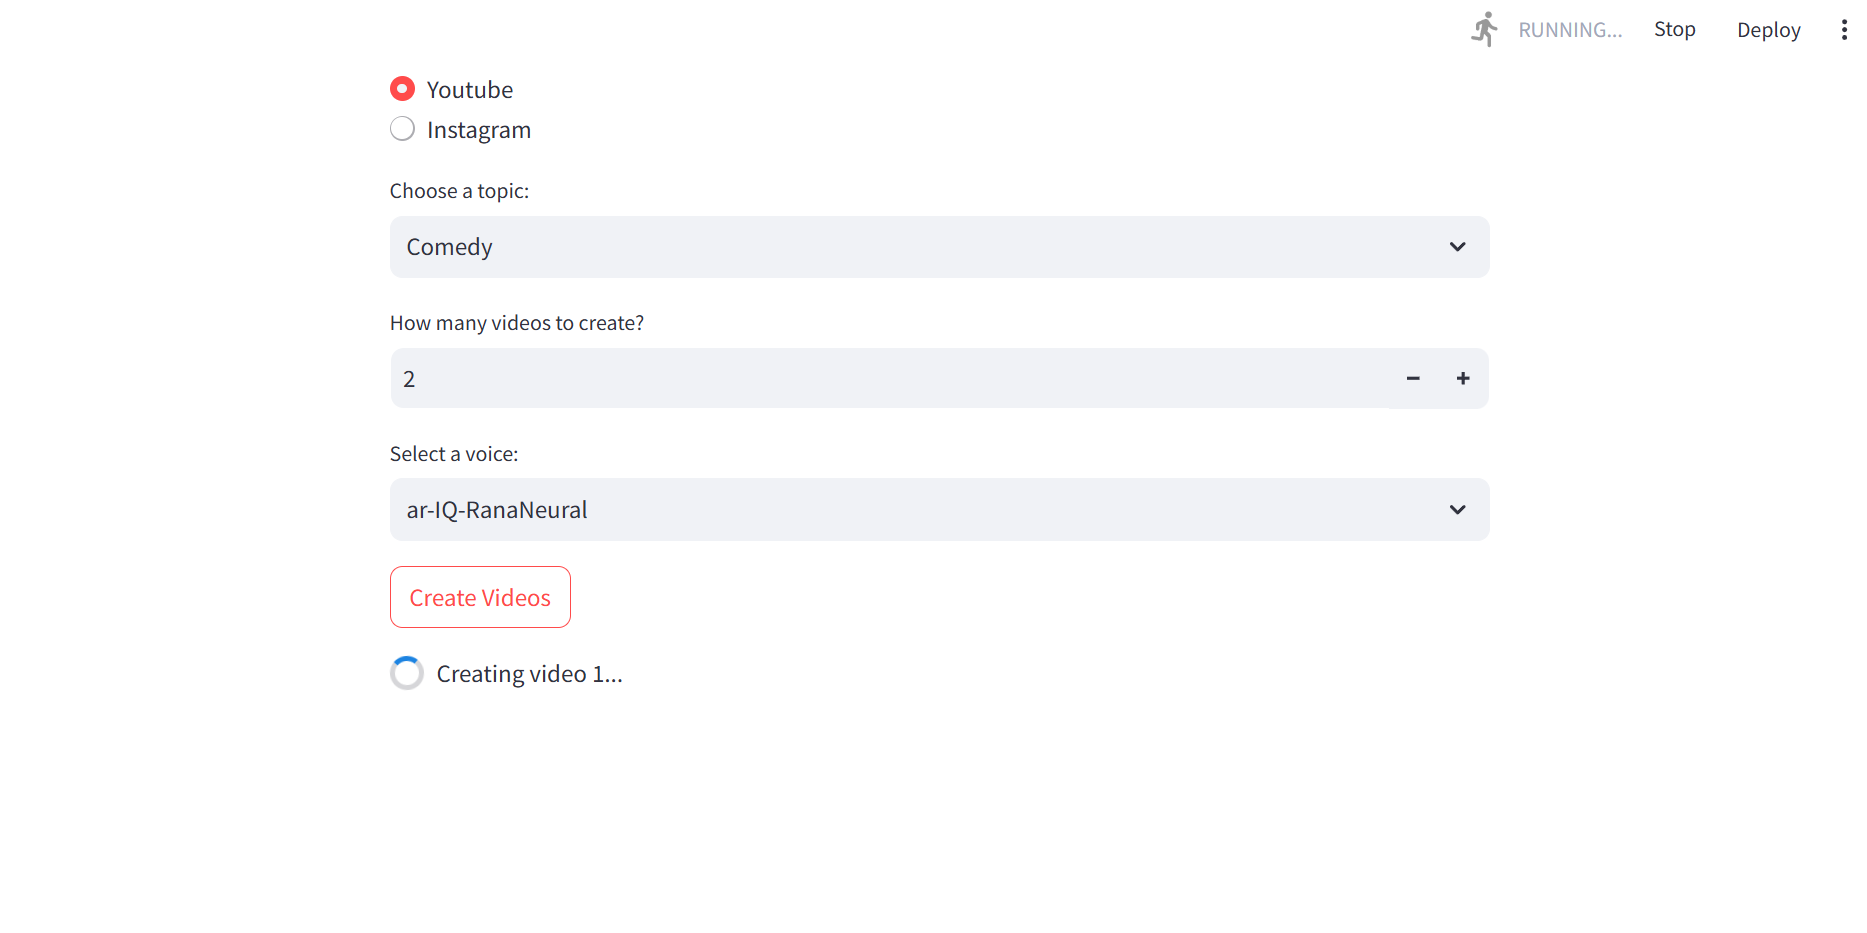 RUNNING... Stop Deploy
Youtube
Instagram
Choose a topic:
Comedy
How many videos to create?
2
Select a voice:
ar-IQ-RanaNeural
Create Videos
Creating video 1...